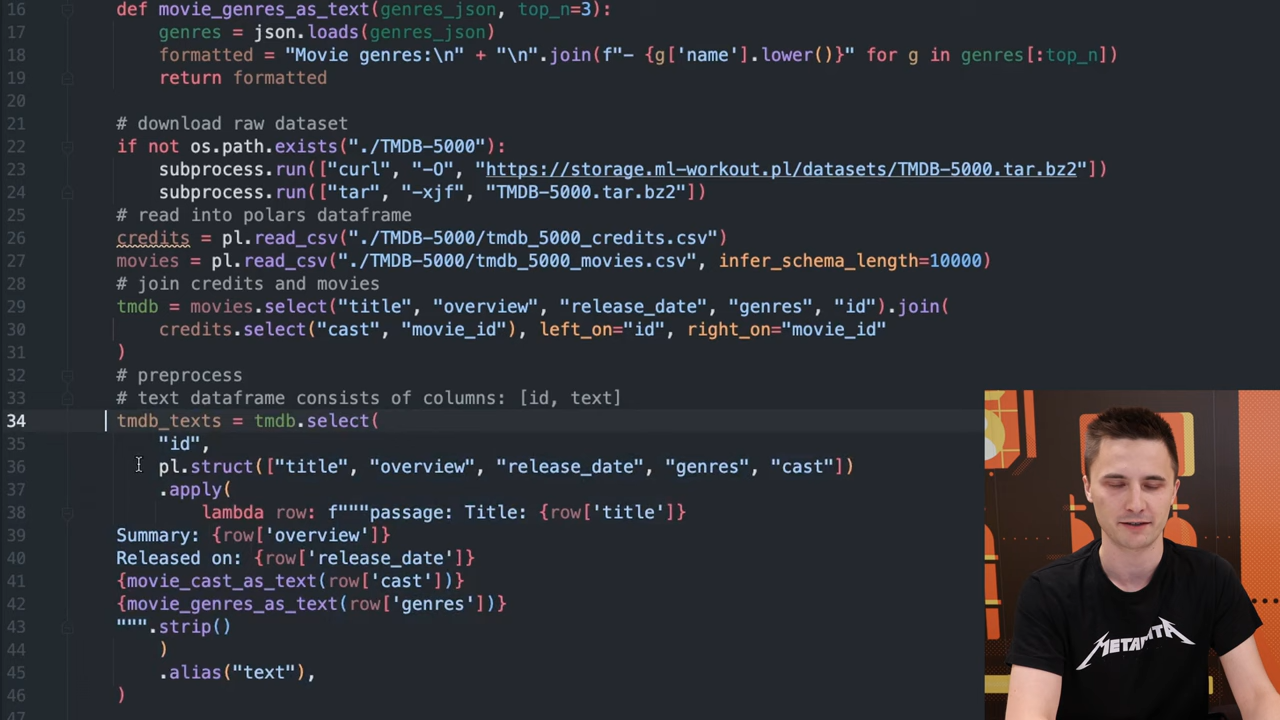 16 def movie_genres_as_text(genres_json, top_n=3):
17 genres = json.loads(genres_json)
18 formatted = "Movie genres:\n" + "\n".join(f"- {g['name'].lower()}" for g in genres[:top_n])
19 return formatted
20
21 # download raw dataset
22 if not os.path.exists("./TMDB-5000"):
23 subprocess.run(["curl", "-O", "https://storage.ml-workout.pl/datasets/TMDB-5000.tar.bz2"])
24 subprocess.run(["tar", "-xjf", "TMDB-5000.tar.bz2"])
25 # read into polars dataframe
26 credits = pl.read_csv("./TMDB-5000/tmdb_5000_credits.csv")
27 movies = pl.read_csv("./TMDB-5000/tmdb_5000_movies.csv", infer_schema_length=10000)
28 # join credits and movies
29 tmdb = movies.select("title", "overview", "release_date", "genres", "id").join(
30 credits.select("cast", "movie_id"), left_on="id", right_on="movie_id"
31 )
32 # preprocess
33 # text dataframe consists of columns: [id, text]
34 tmdb_texts = tmdb.select(
35 "id",
36 pl.struct(["title", "overview", "release_date", "genres", "cast"])
37 .apply(
38 lambda row: f"""passage: Title: {row['title']}
39 Summary: {row['overview']}
40 Released on: {row['release_date']}
41 {movie_cast_as_text(row['cast'])}
42 {movie_genres_as_text(row['genres'])}
43 """.strip()
44 )
45 .alias("text"),
46 )
47